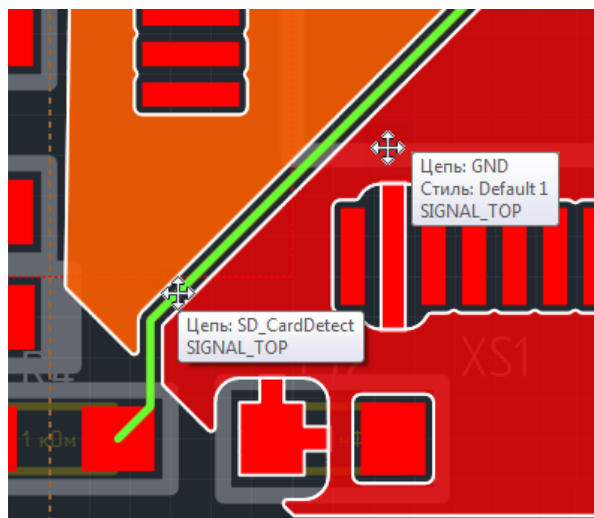 Цепь: GND
Стиль: Default 1
SIGNAL_TOP
Цепь: SD_CardDetect
SIGNAL_TOP
XS1
R4
1 кОм